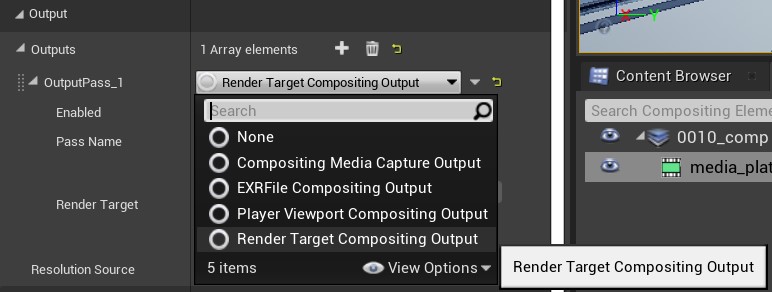 Output
Outputs
1 Array elements
OutputPass_1
Render Target Compositing Output
Enabled
Pass Name
Render Target
Resolution Source
Search
None
Compositing Media Capture Output
EXRFile Compositing Output
Player Viewport Compositing Output
Render Target Compositing Output
5 items
View Options
Render Target Compositing Output
X Y
Content Browser
Search Compositing Eleme
0010_comp
media_plat